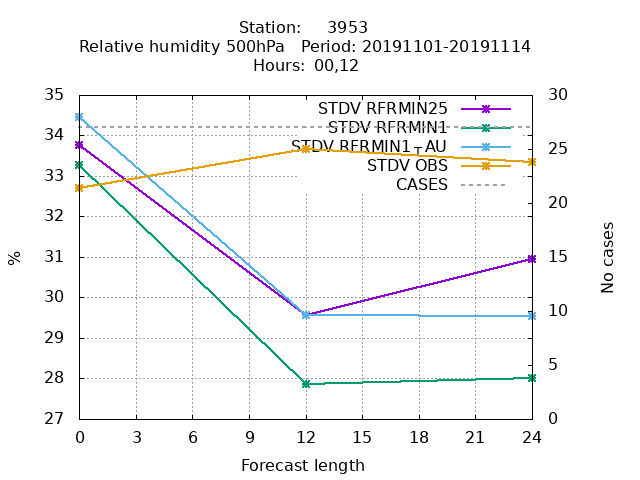 Station: 3953
Relative humidity 500hPa Period: 20191101-20191114
Hours: 00,12
STDV RFRMIN25
STDV RFRMIN1
STDV RFRMIN1_AU
STDV OBS
CASES
35
34
33
32
31
30
29
28
27
%
30
25
20
15
10
5
0
No cases
0 3 6 9 12 15 18 21 24
Forecast length